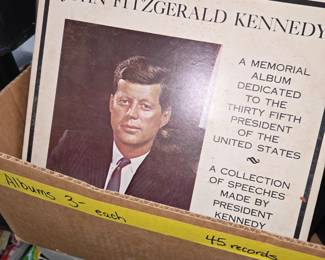 JOHN FITZGERALD KENNEDY
A MEMORIAL
ALBUM
DEDICATED
TO THE
THIRTY FIFTH
PRESIDENT
OF THE
UNITED STATES
A COLLECTION
OF SPEECHES
MADE BY
PRESIDENT
KENNEDY
Albums 3- each
45 records